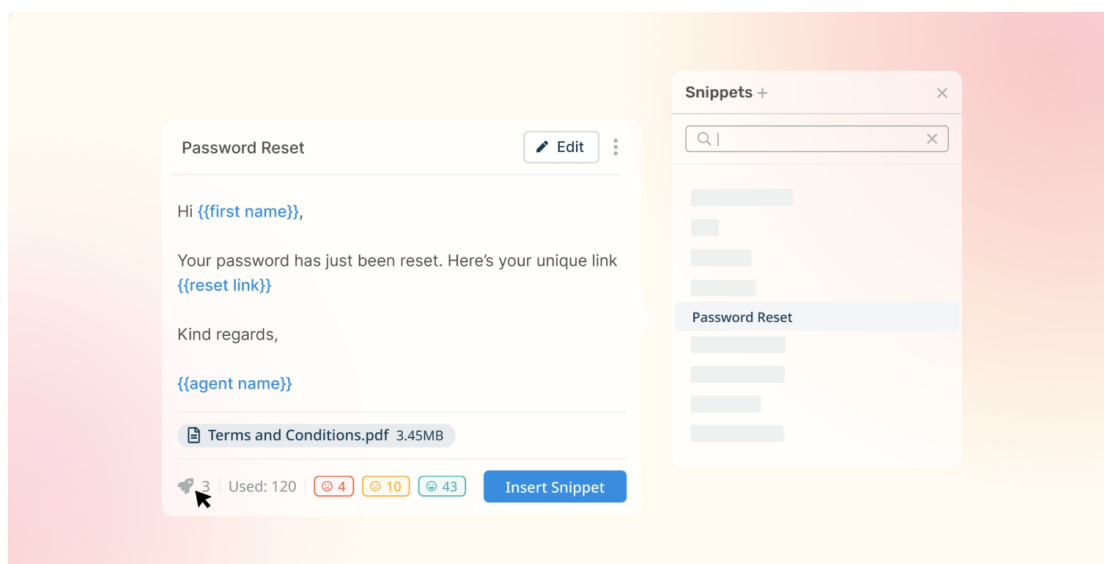 Snippets +
Password Reset
Edit
Hi {{first name}},
Your password has just been reset. Here's your unique link
{{reset link}}
Kind regards,
{{agent name}}
Terms and Conditions.pdf 3.45MB
3 Used: 120 4 10 43 Insert Snippet
Password Reset